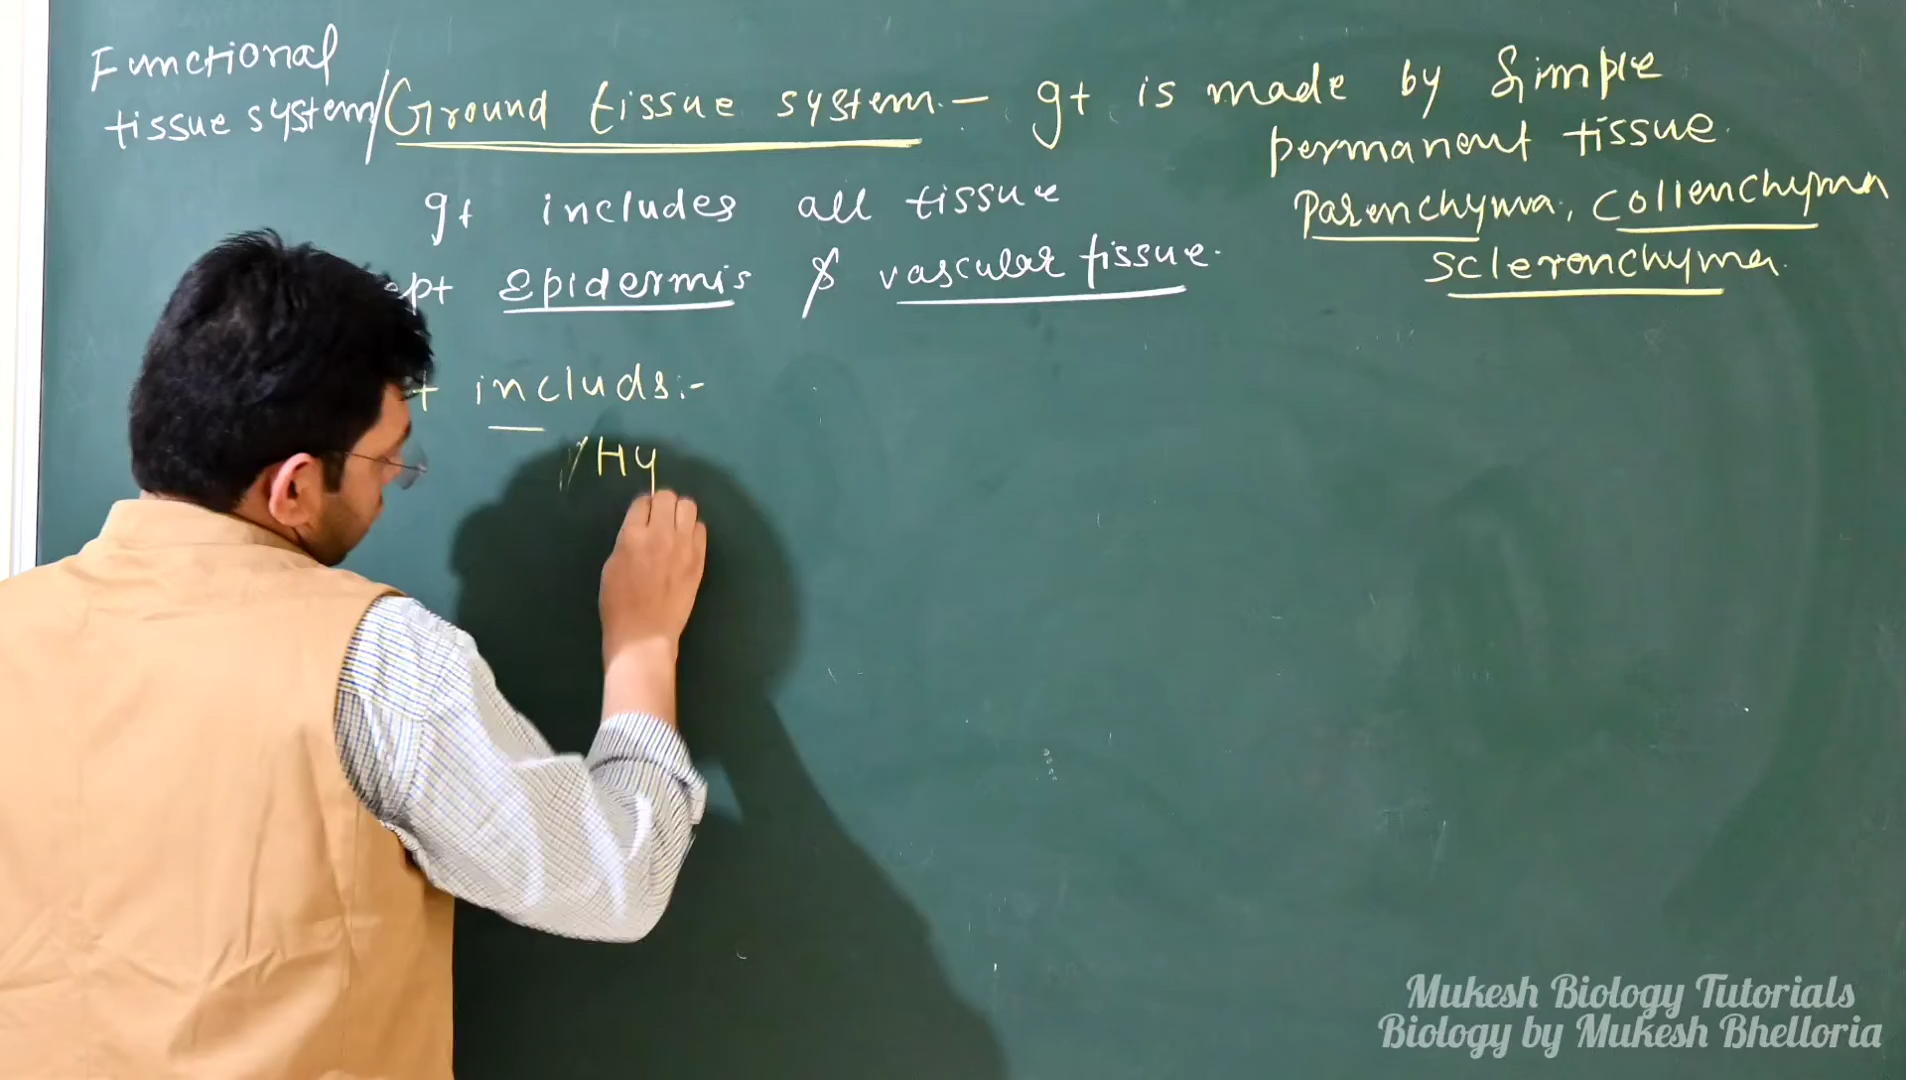 Functional
tissue system/Ground tissue system - gt is made by Simple
permanent tissue
gt includes all tissue
Parenchyma, collenchyma
Epidermis & vascular tissue.
sclerenchyma.
includs:-
Hy
Mukesh Biology Tutorials
Biology by Mukesh Bhelloria